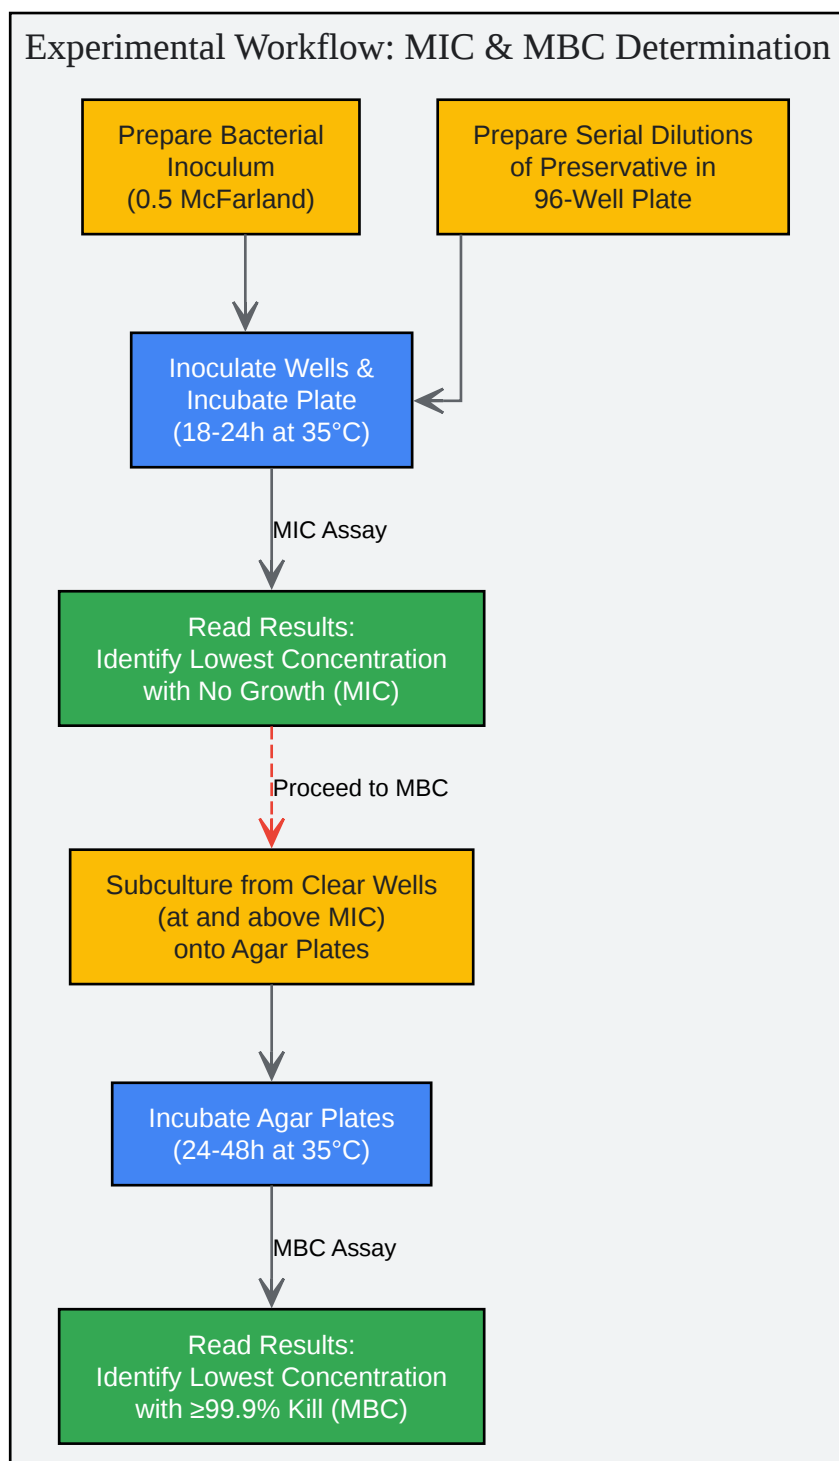 Experimental Workflow: MIC & MBC Determination
Prepare Bacterial
Inoculum
(0.5 McFarland)
Prepare Serial Dilutions
of Preservative in
96-Well Plate
Inoculate Wells &
Incubate Plate
(18-24h at 35°C)
MIC Assay
Read Results:
Identify Lowest Concentration
with No Growth (MIC)
Proceed to MBC
Subculture from Clear Wells
(at and above MIC)
onto Agar Plates
Incubate Agar Plates
(24-48h at 35°C)
MBC Assay
Read Results:
Identify Lowest Concentration
with ≥99.9% Kill (MBC)